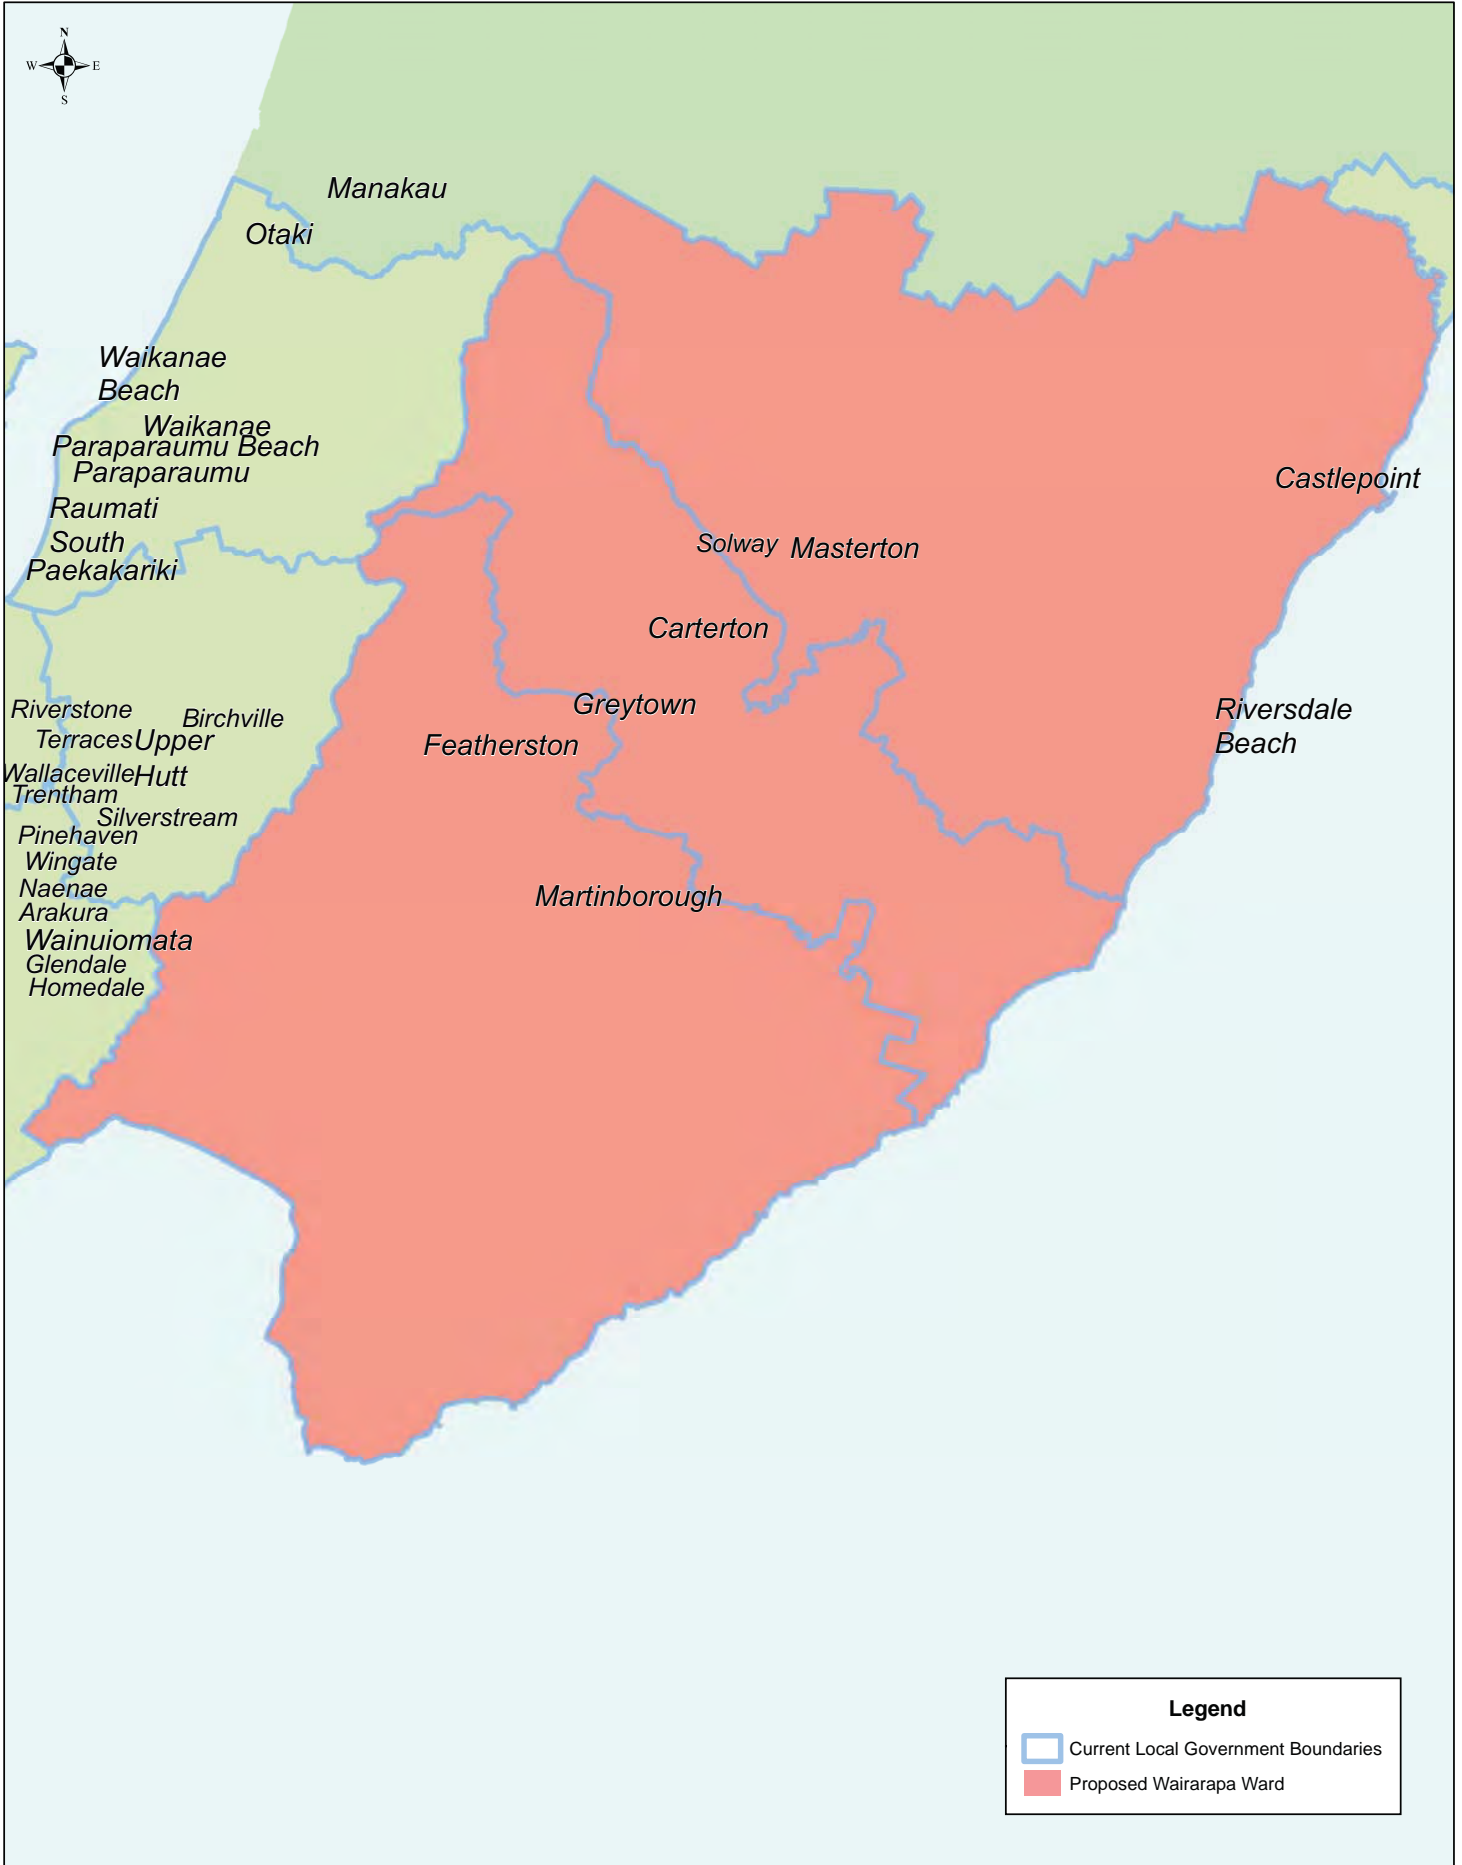 N
W E
S
Manakau
Otaki
Waikanae
Beach
Waikanae
Paraparaumu Beach
Paraparaumu
Raumati
South
Paekakariki
Castlepoint
Solway
Masterton
Carterton
Greytown
Featherston
Riversdale
Beach
Riverstone
Terraces
Birchville
Upper
Hutt
Wallaceville
Trentham
Silverstream
Pinehaven
Wingate
Naenae
Arakura
Wainuiomata
Glendale
Homedale
Martinborough
Legend
Current Local Government Boundaries
Proposed Wairarapa Ward